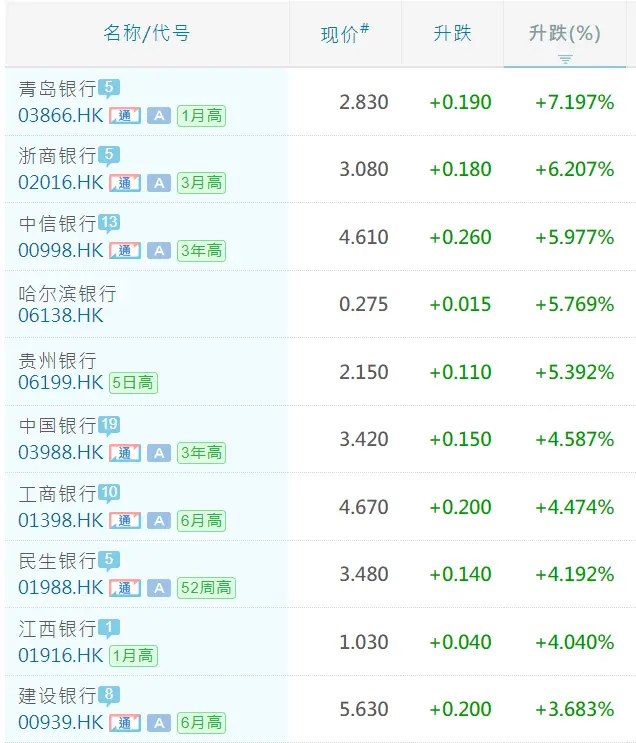 名称/代号 现价# 升跌 升跌(%)
青岛银行 5
03866.HK 通 A 1月高 2.830 +0.190 +7.197%
浙商银行 5
02016.HK 通 A 3月高 3.080 +0.180 +6.207%
中信银行 13
00998.HK 通 A 3年高 4.610 +0.260 +5.977%
哈尔滨银行
06138.HK 0.275 +0.015 +5.769%
贵州银行
06199.HK 5日高 2.150 +0.110 +5.392%
中国银行 19
03988.HK 通 A 3年高 3.420 +0.150 +4.587%
工商银行 10
01398.HK 通 A 6月高 4.670 +0.200 +4.474%
民生银行 5
01988.HK 通 A 52周高 3.480 +0.140 +4.192%
江西银行 1
01916.HK 1月高 1.030 +0.040 +4.040%
建设银行 8
00939.HK 通 A 6月高 5.630 +0.200 +3.683%